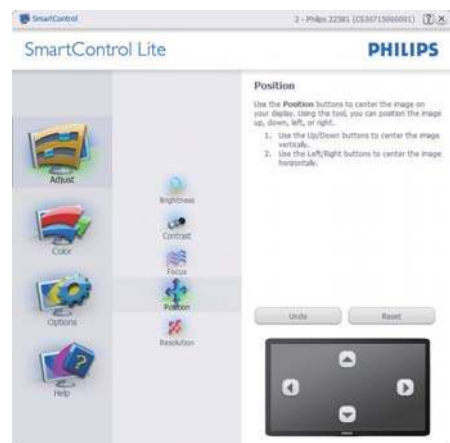 SmartControl
2 - Philips 225B1 (CS30715000001)
SmartControl Lite
PHILIPS
Adjust
Color
Options
Help
Brightness
Contrast
Focus
Position
Resolution
Position
Use the Position buttons to center the image on
your display. Using this tool, you can position the image
up, down, left, or right.
1. Use the Up/Down buttons to center the image
vertically.
2. Use the Left/Right buttons to center the image
horizontally.
Undo
Reset